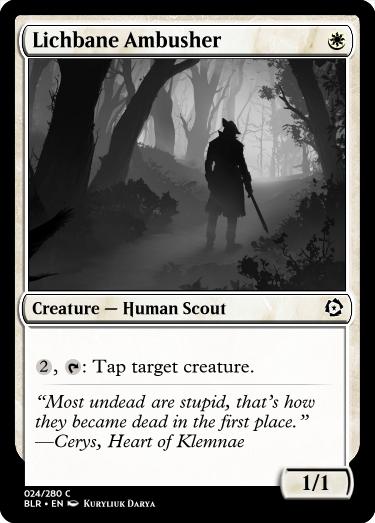 Lichbane Ambusher
Creature — Human Scout
2, : Tap target creature.
“Most undead are stupid, that’s how
they became dead in the first place.”
—Cerys, Heart of Klemnae
1/1
024/280 C
BLR • EN Kuryliuk Darya